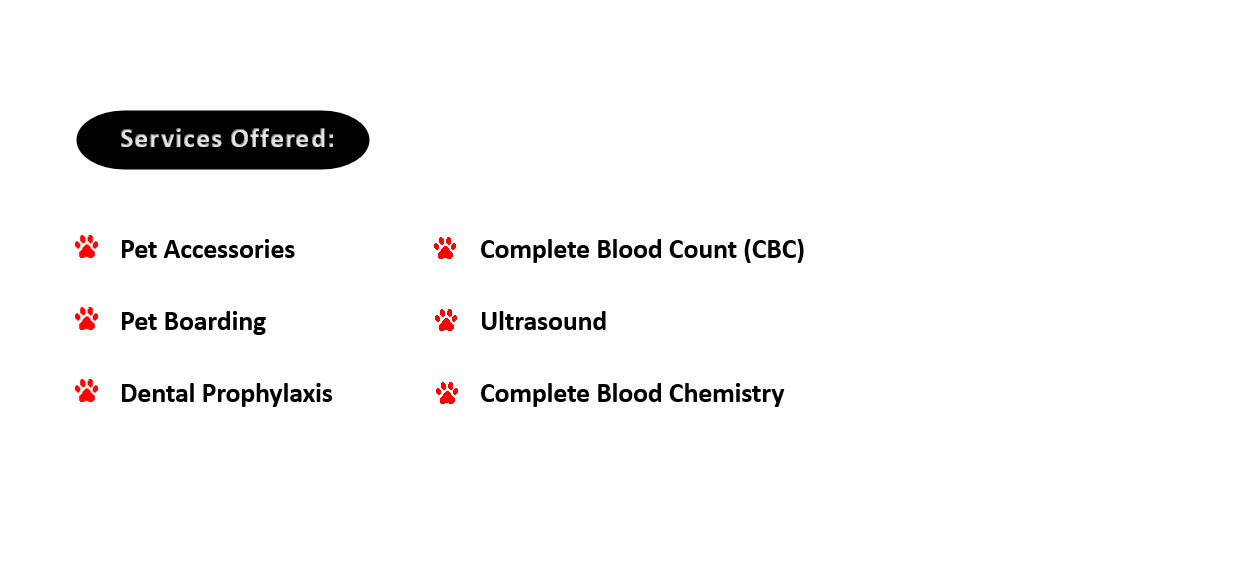 Services Offered:
Pet Accessories
Pet Boarding
Dental Prophylaxis
Complete Blood Count (CBC)
Ultrasound
Complete Blood Chemistry